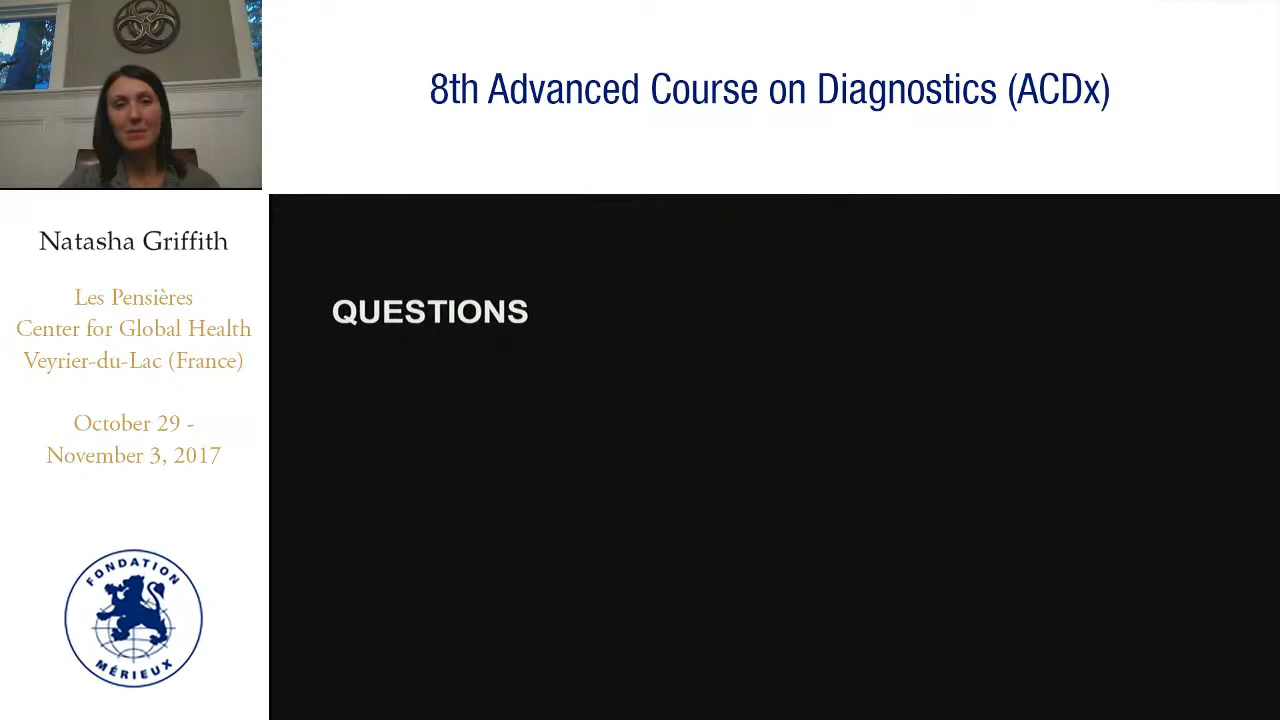 8th Advanced Course on Diagnostics (ACDx)
Natasha Griffith
Les Pensières
Center for Global Health
Veyrier-du-Lac (France)
October 29 -
November 3, 2017
QUESTIONS
FONDATION
MÉRIEUX